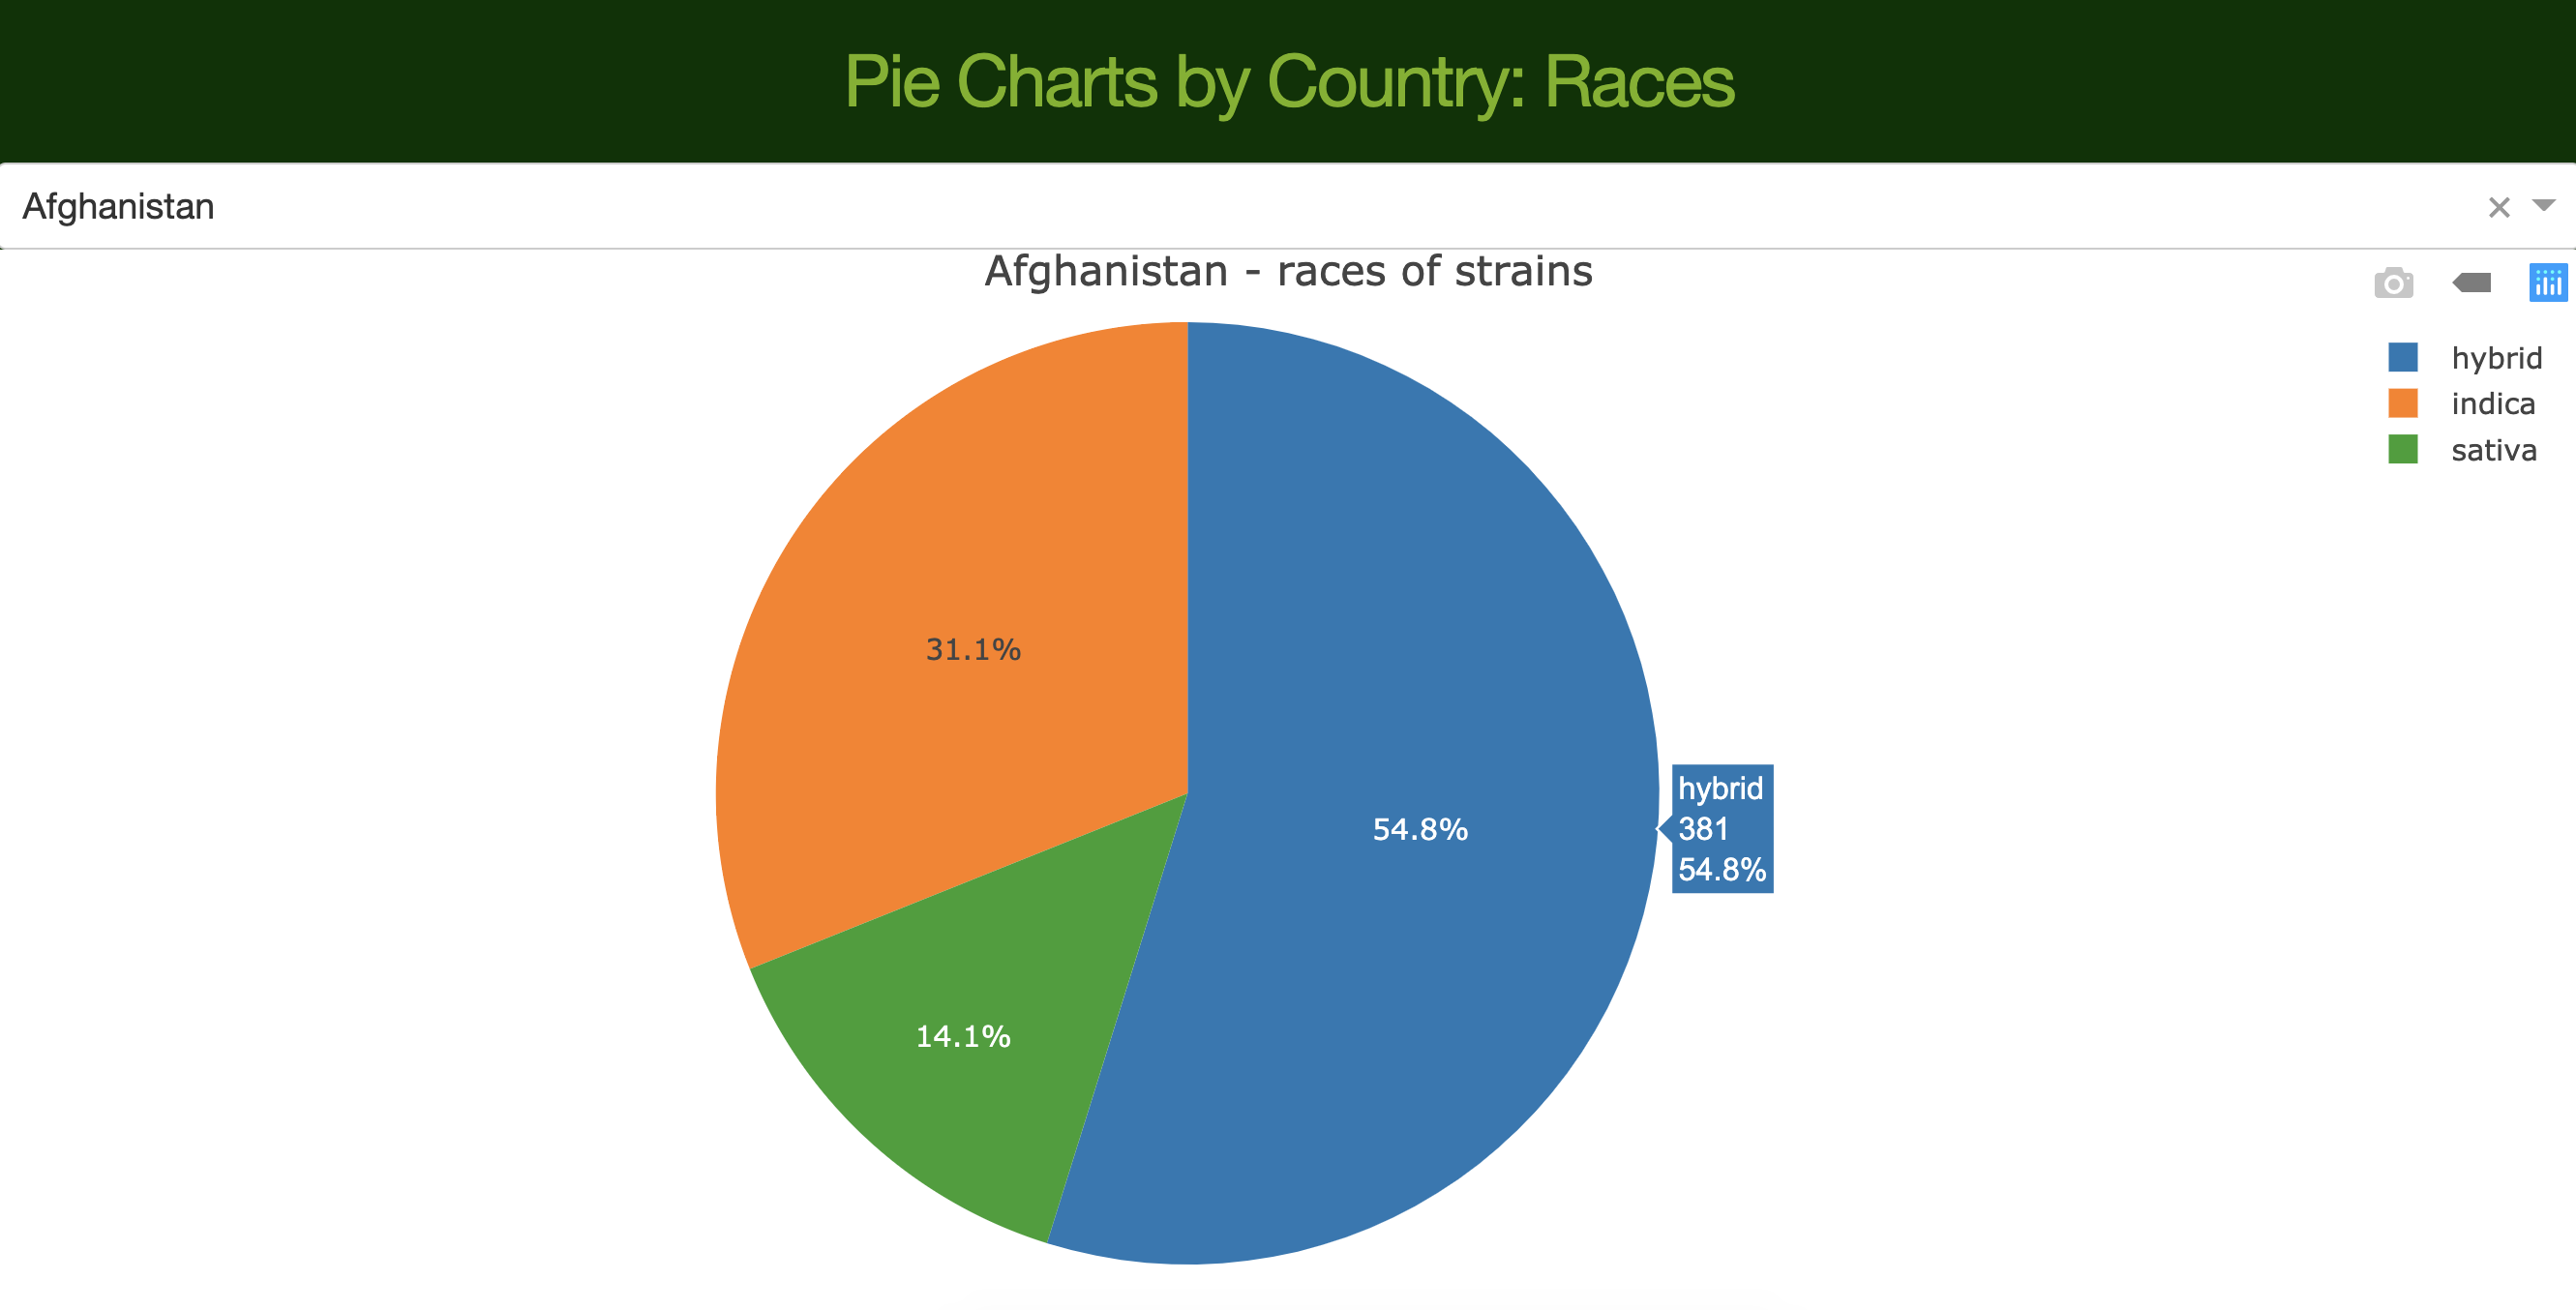 Pie Charts by Country: Races
Afghanistan
Afghanistan - races of strains
hybrid
indica
sativa
31.1%
54.8%
hybrid
381
54.8%
14.1%